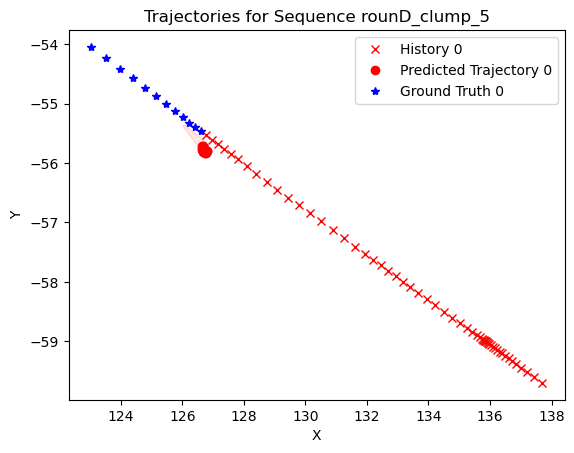 Trajectories for Sequence rounD_clump_5
History 0
Predicted Trajectory 0
Ground Truth 0
Y
−54
−55
−56
−57
−58
−59
124 126 128 130 132 134 136 138
X